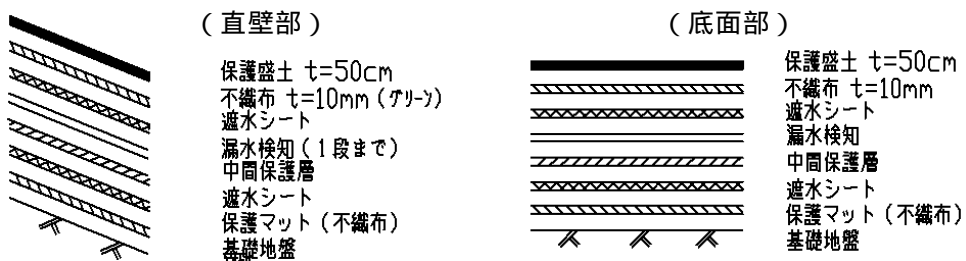 (直壁部)
保護盛土 t=50cm
不織布 t=10mm(グリーン)
遮水シート
漏水検知(1段まで)
中間保護層
遮水シート
保護マット(不織布)
基礎地盤
(底面部)
保護盛土 t=50cm
不織布 t=10mm
遮水シート
漏水検知
中間保護層
遮水シート
保護マット(不織布)
基礎地盤